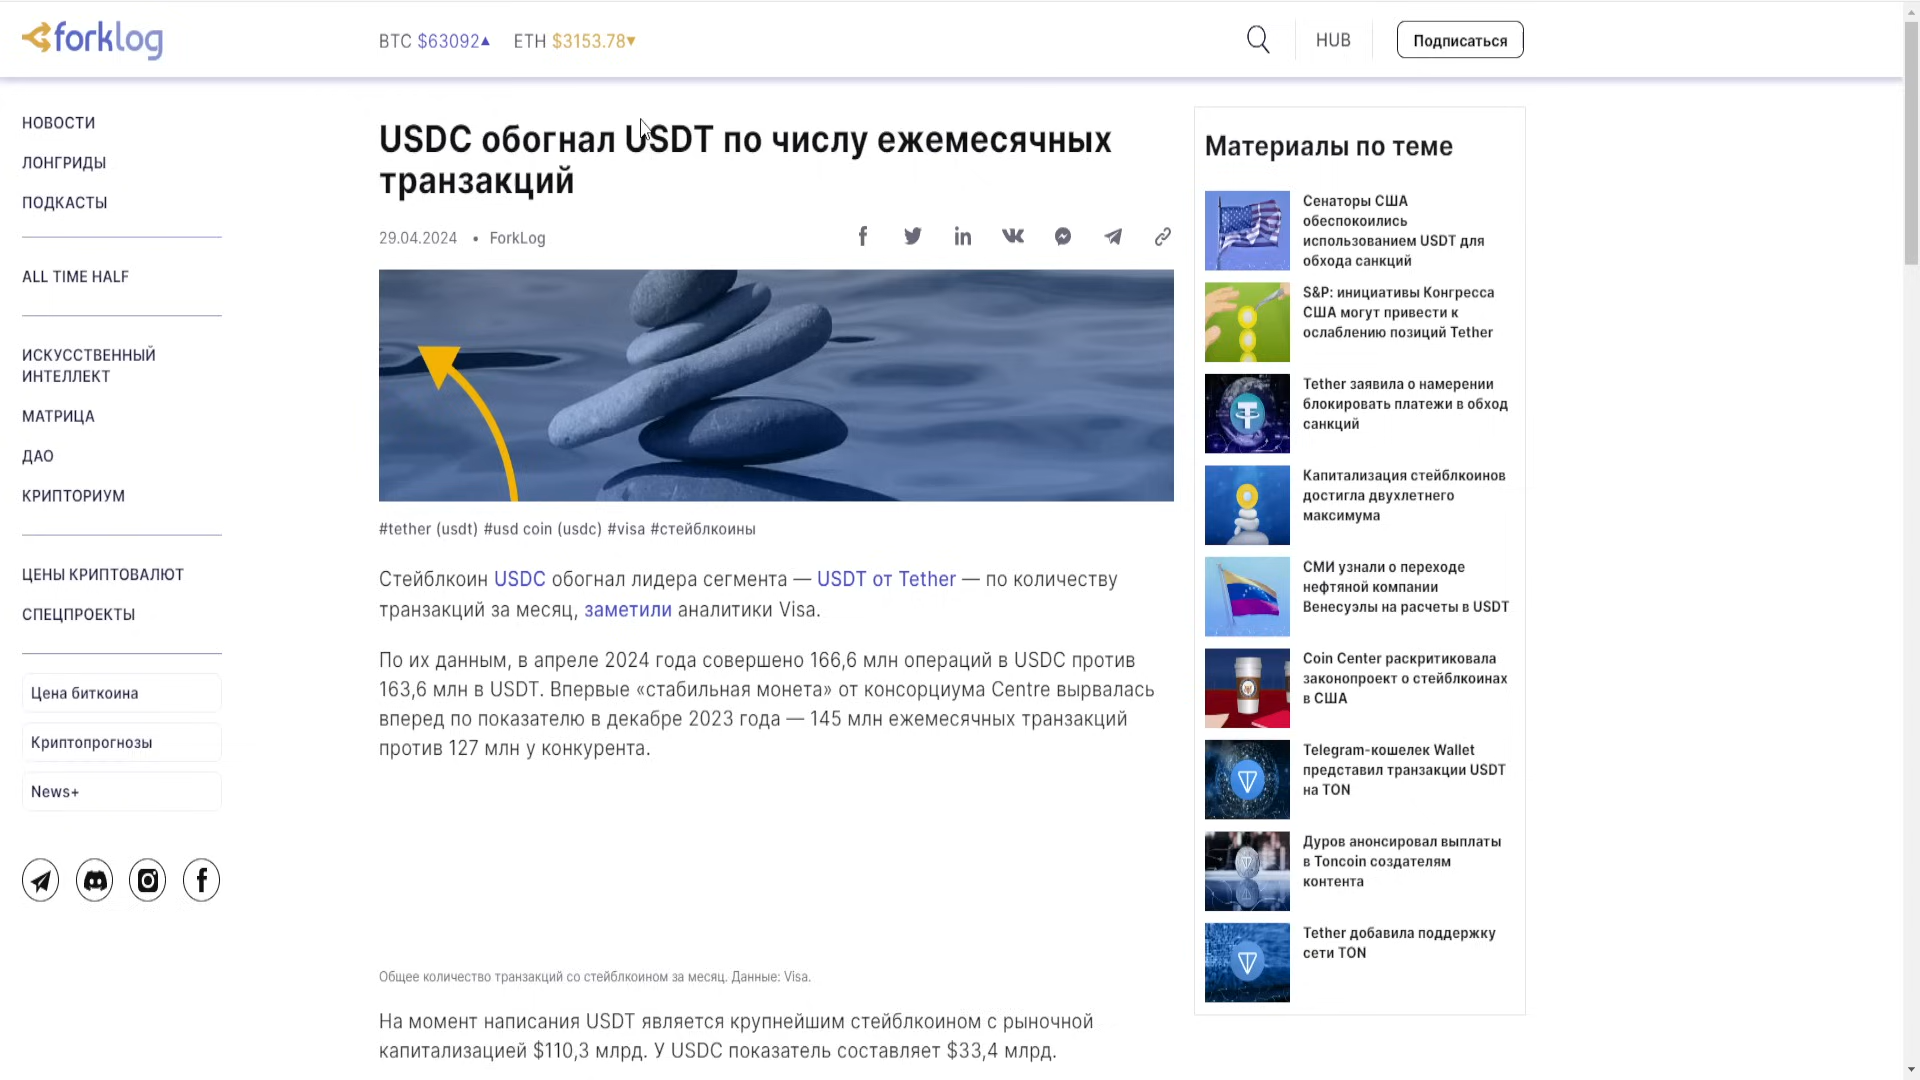 forklog
BTC $63092▲ ETH $3153.78▼
HUB
Подписаться
НОВОСТИ
ЛОНГРИДЫ
ПОДКАСТЫ
ALL TIME HALF
ИСКУССТВЕННЫЙ
ИНТЕЛЛЕКТ
МАТРИЦА
ДАО
КРИПТОРИУМ
ЦЕНЫ КРИПТОВАЛЮТ
СПЕЦПРОЕКТЫ
Цена биткоина
Криптопрогнозы
News+
USDC обогнал USDT по числу ежемесячных
транзакций
29.04.2024 • ForkLog
#tether (usdt) #usd coin (usdc) #visa #стейблкоины
Стейблкоин USDC обогнал лидера сегмента — USDT от Tether — по количеству
транзакций за месяц, заметили аналитики Visa.
По их данным, в апреле 2024 года совершено 166,6 млн операций в USDC против
163,6 млн в USDT. Впервые «стабильная монета» от консорциума Centre вырвалась
вперед по показателю в декабре 2023 года — 145 млн ежемесячных транзакций
против 127 млн у конкурента.
Общее количество транзакций со стейблкоином за месяц. Данные: Visa.
На момент написания USDT является крупнейшим стейблкоином с рыночной
капитализацией $110,3 млрд. У USDC показатель составляет $33,4 млрд.
Материалы по теме
Сенаторы США
обеспокоились
использованием USDT для
обхода санкций
S&P: инициативы Конгресса
США могут привести к
ослаблению позиций Tether
Tether заявила о намерении
блокировать платежи в обход
санкций
Капитализация стейблкоинов
достигла двухлетнего
максимума
СМИ узнали о переходе
нефтяной компании
Венесуэлы на расчеты в USDT
Coin Center раскритиковала
законопроект о стейблкоинах
в США
Telegram-кошелек Wallet
представил транзакции USDT
на TON
Дуров анонсировал выплаты
в Toncoin создателям
контента
Tether добавила поддержку
сети TON